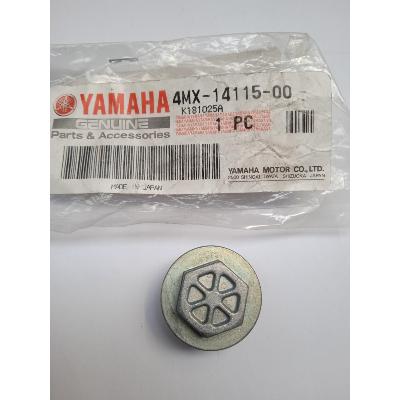 YAMAHA 4MX-14115-00
K181025A
GENUINE
Parts & Accessories
1 PC
YAMAHA MOTOR CO., LTD.
MADE IN JAPAN